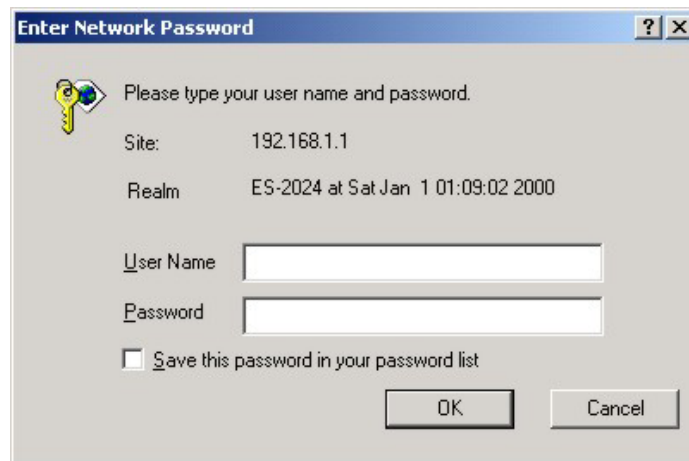 Enter Network Password
? X
Please type your user name and password.
Site: 192.168.1.1
Realm ES-2024 at Sat Jan 1 01:09:02 2000
User Name
Password
Save this password in your password list
OK Cancel